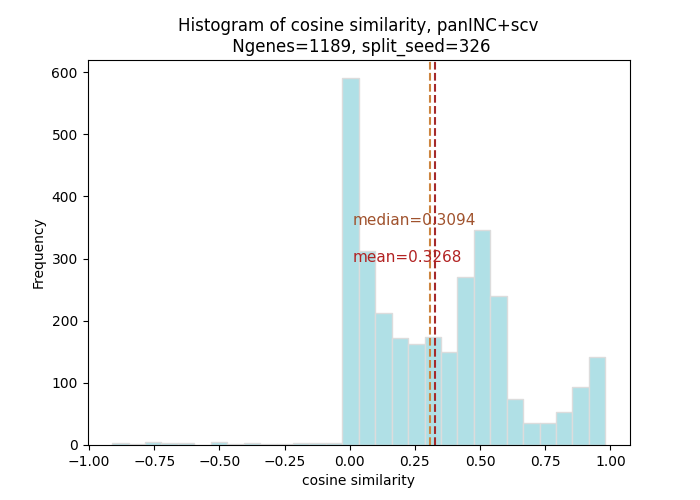 Histogram of cosine similarity, panINC+scv
Ngenes=1189, split_seed=326
600
500
400
300
200
100
0
Frequency
median=0.3094
mean=0.3268
−1.00 −0.75 −0.50 −0.25 0.00 0.25 0.50 0.75 1.00
cosine similarity